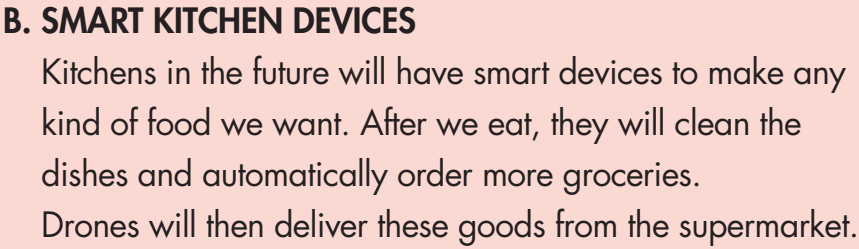 B. SMART KITCHEN DEVICES
Kitchens in the future will have smart devices to make any
kind of food we want. After we eat, they will clean the
dishes and automatically order more groceries.
Drones will then deliver these goods from the supermarket.